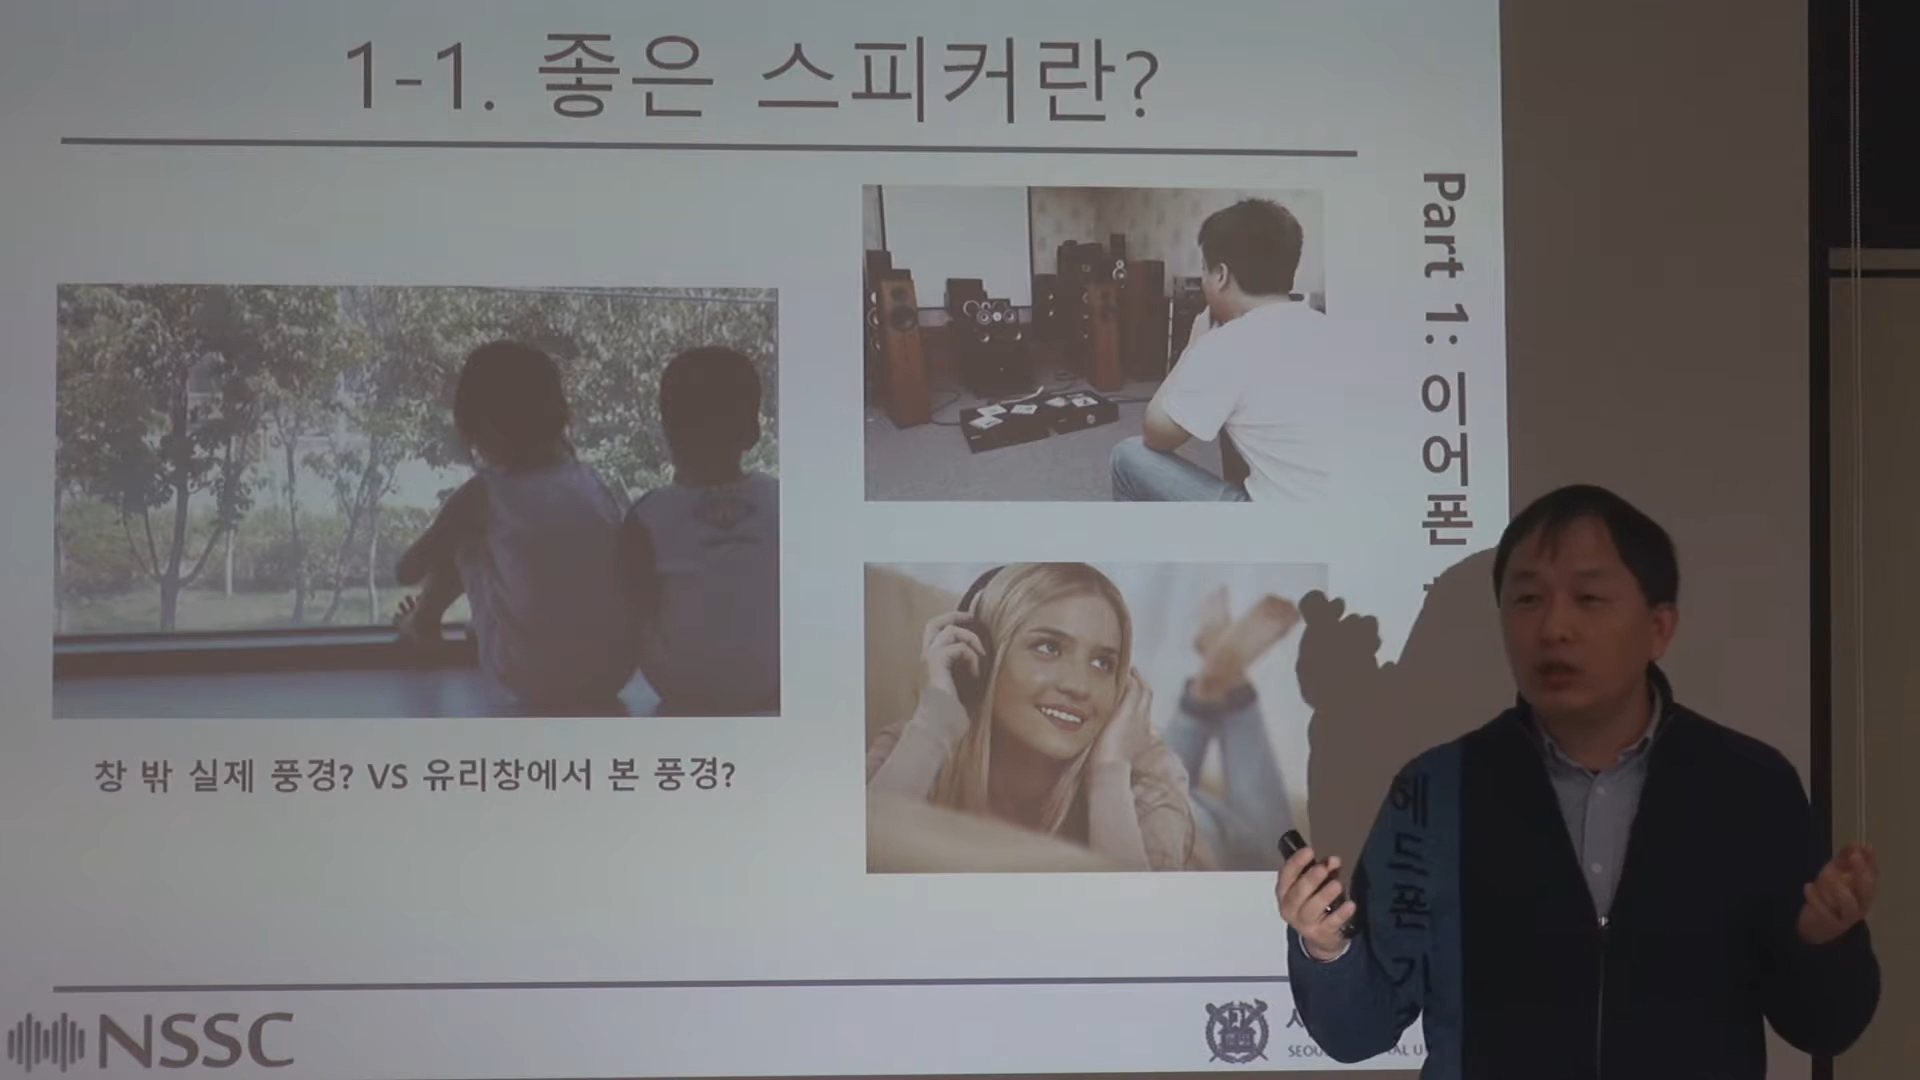 1-1. 좋은 스피커란?
Part 1: 이어폰
헤드폰
창 밖 실제 풍경? VS 유리창에서 본 풍경?
NSSC